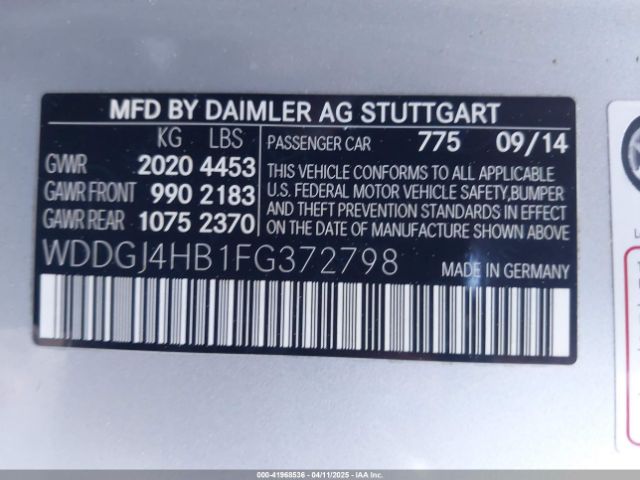 MFD BY DAIMLER AG STUTTGART
KG LBS
GVWR 2020 4453
GAWR FRONT 990 2183
GAWR REAR 1075 2370
PASSENGER CAR 775 09/14
THIS VEHICLE CONFORMS TO ALL APPLICABLE
U.S. FEDERAL MOTOR VEHICLE SAFETY,BUMPER
AND THEFT PREVENTION STANDARDS IN EFFECT
ON THE DATE OF MANUFACTURE SHOWN ABOVE.
WDDGJ4HB1FG372798 MADE IN GERMANY
000-41968536 - 04/11/2025 - IAAI.COM